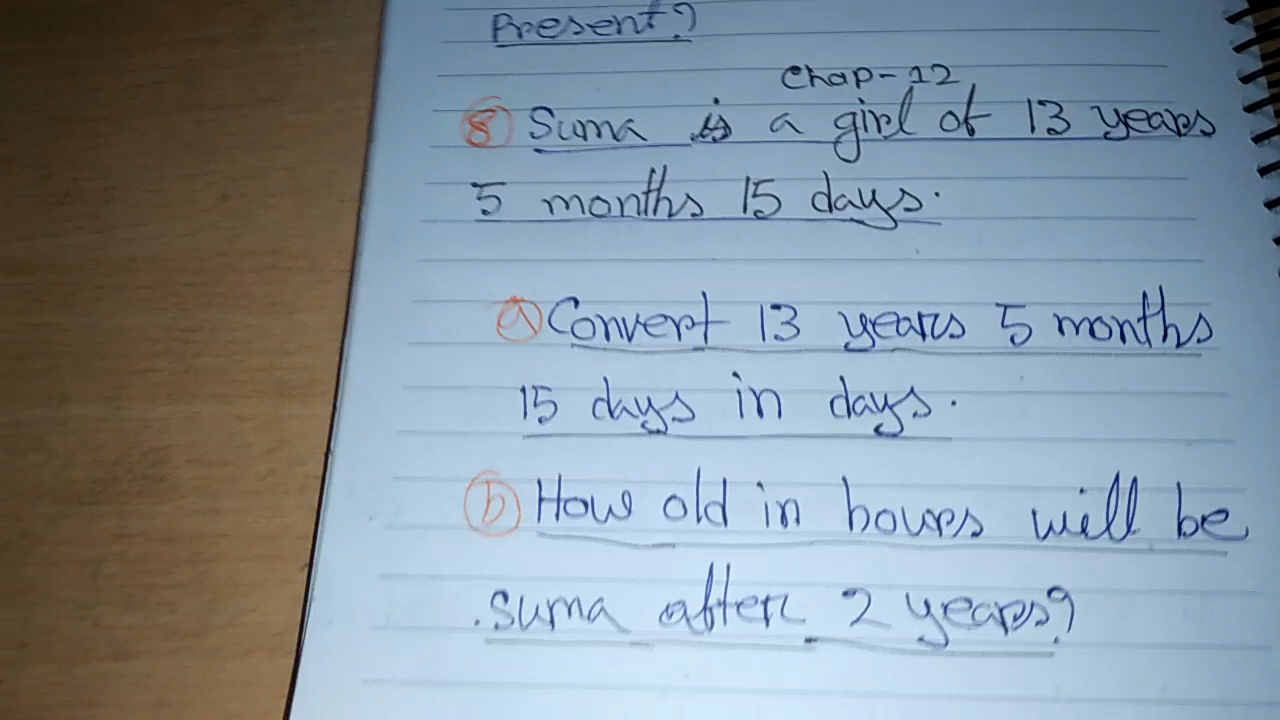 Present?
Chap-12
8 Suma is a girl of 13 years
5 months 15 days.
a Convert 13 years 5 months
15 days in days.
b How old in hours will be
suma after 2 years?